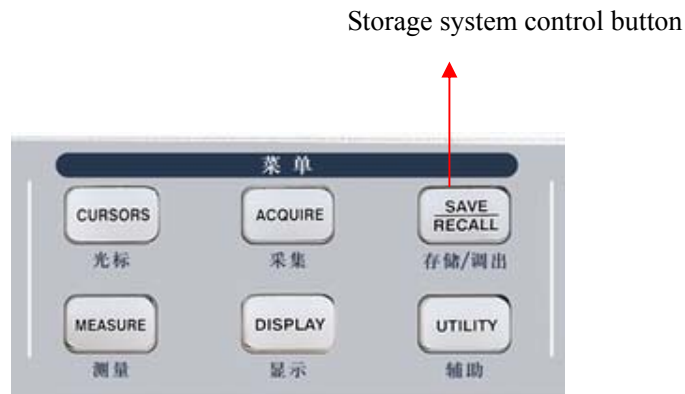 Storage system control button
菜单
CURSORS
ACQUIRE
SAVE
RECALL
光标
采集
存储/调出
MEASURE
DISPLAY
UTILITY
测量
显示
辅助